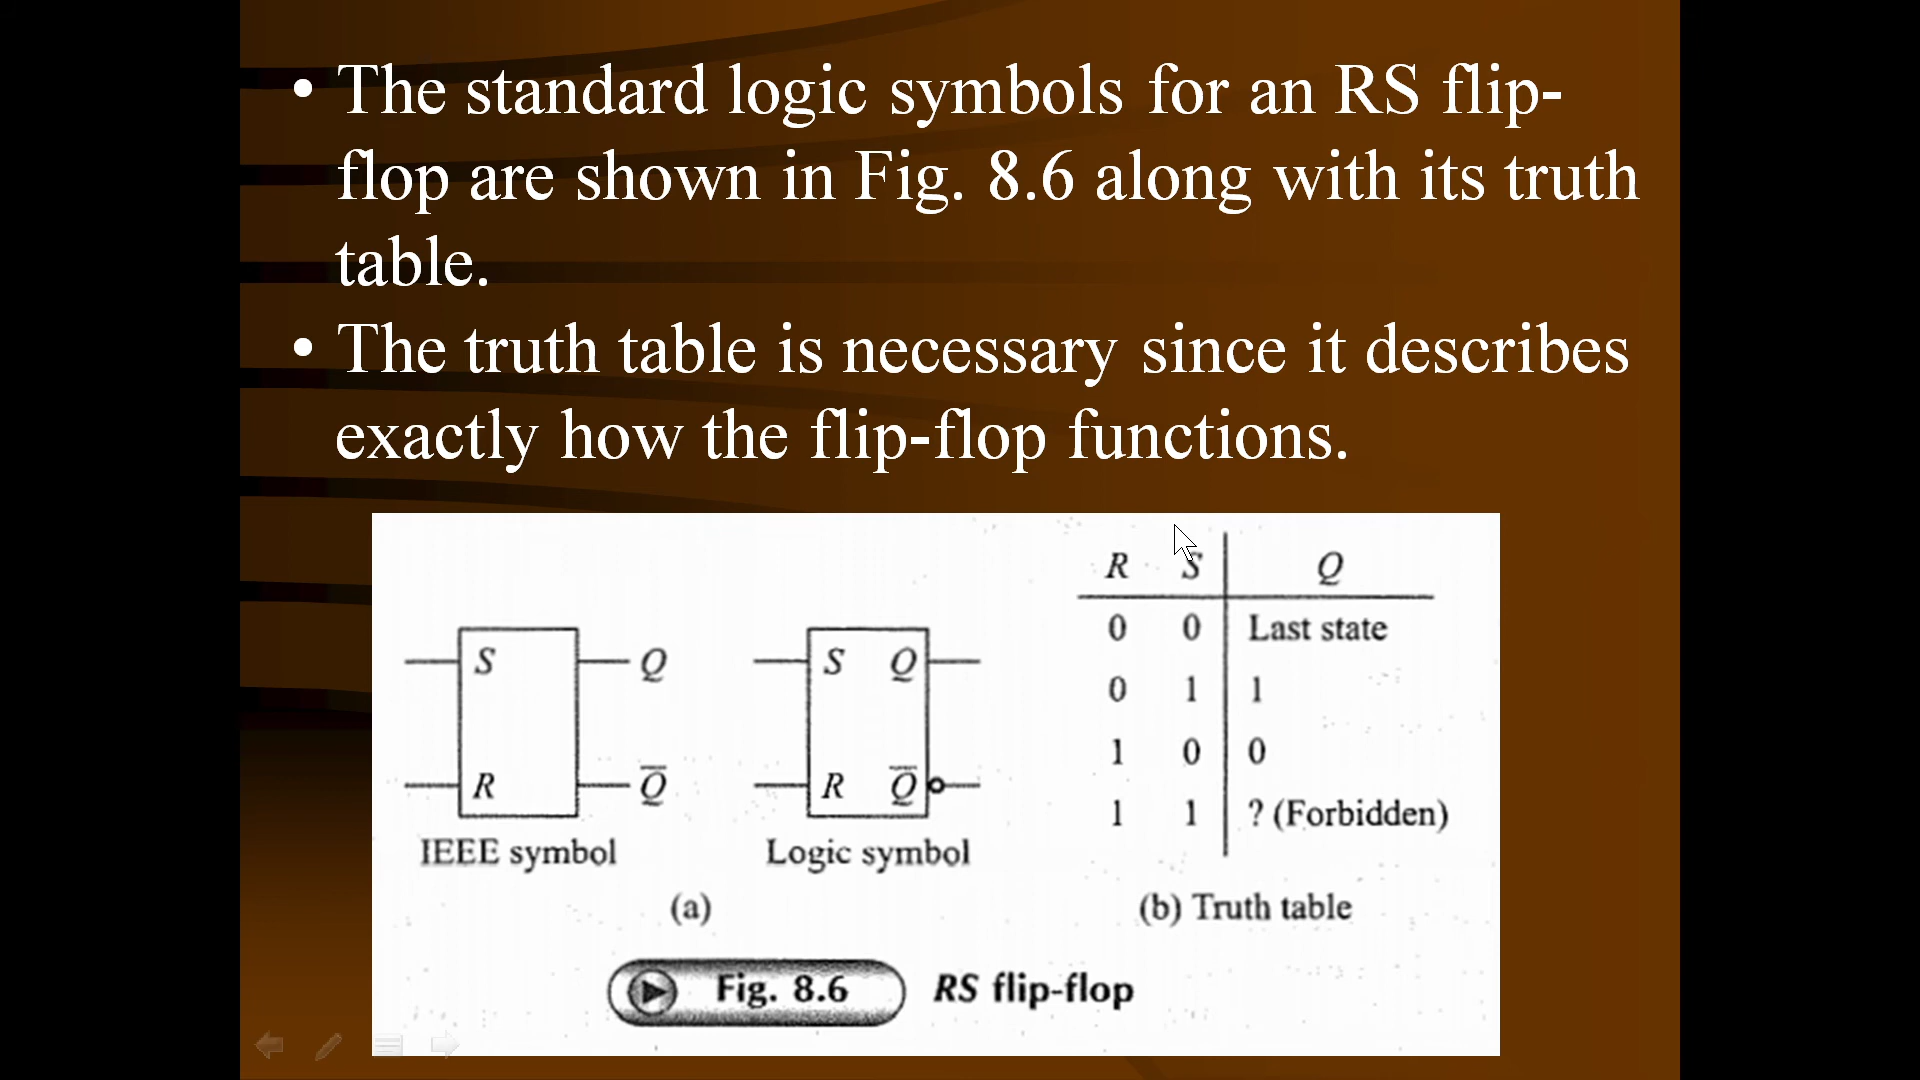 • The standard logic symbols for an RS flip-
flop are shown in Fig. 8.6 along with its truth
table.
• The truth table is necessary since it describes
exactly how the flip-flop functions.
S Q
R Q̅
IEEE symbol
S Q
R Q̅
Logic symbol
(a)
R S Q
0 0 Last state
0 1 1
1 0 0
1 1 ? (Forbidden)
(b) Truth table
Fig. 8.6 RS flip-flop